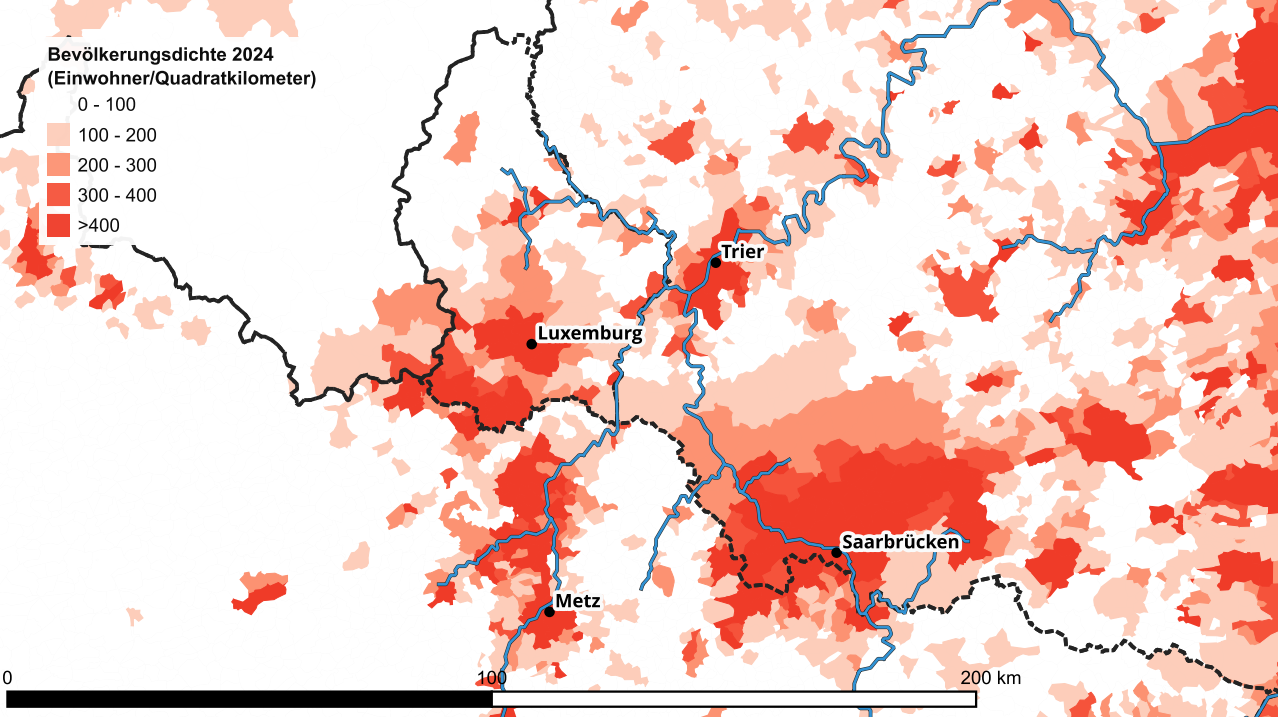 Bevölkerungsdichte 2024
(Einwohner/Quadratkilometer)
0 - 100
100 - 200
200 - 300
300 - 400
>400
Trier
Luxemburg
Saarbrücken
Metz
0 100 200 km